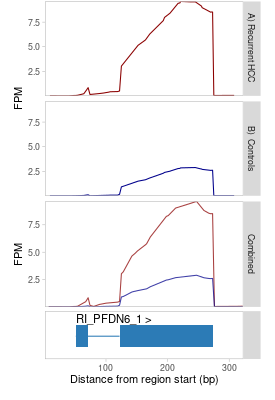 7.5
5.0
2.5
FPM
A) Recurrent HCC
7.5
5.0
2.5
B) Controls
7.5
5.0
2.5
FPM
Combined
RI_PFDN6_1 >
100
200
300
Distance from region start (bp)